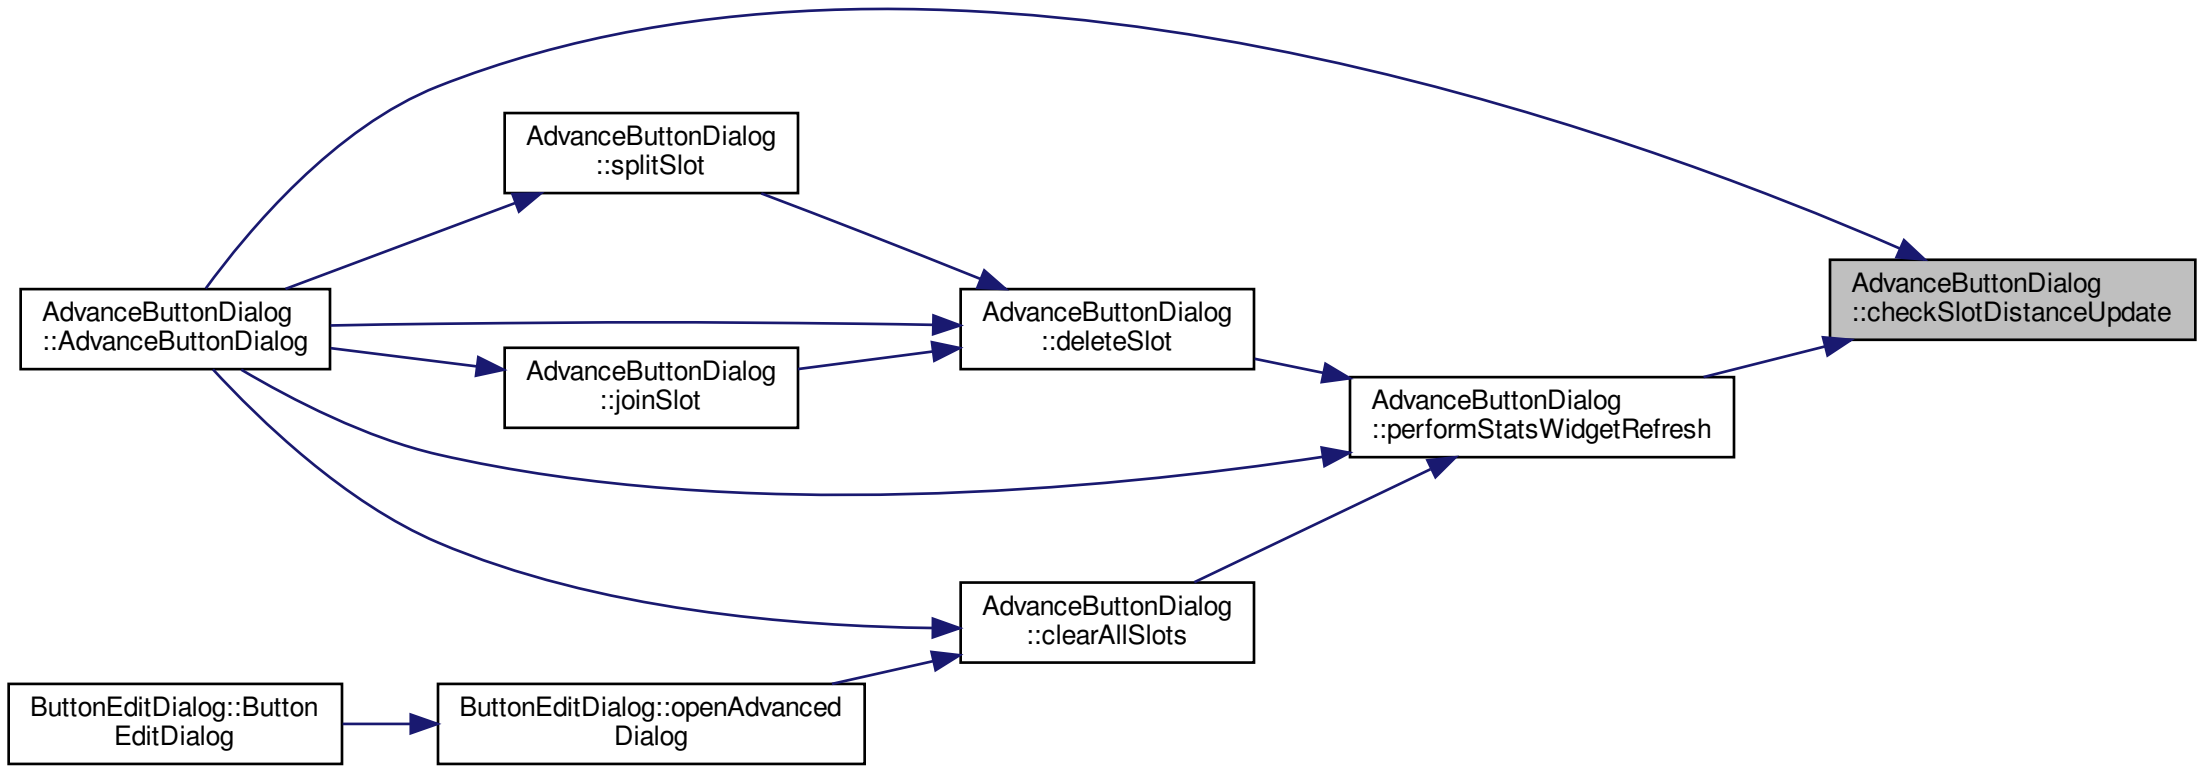 AdvanceButtonDialog
::splitSlot
AdvanceButtonDialog
::checkSlotDistanceUpdate
AdvanceButtonDialog
::AdvanceButtonDialog
AdvanceButtonDialog
::deleteSlot
AdvanceButtonDialog
::joinSlot
AdvanceButtonDialog
::performStatsWidgetRefresh
AdvanceButtonDialog
::clearAllSlots
ButtonEditDialog::Button
EditDialog
ButtonEditDialog::openAdvanced
Dialog